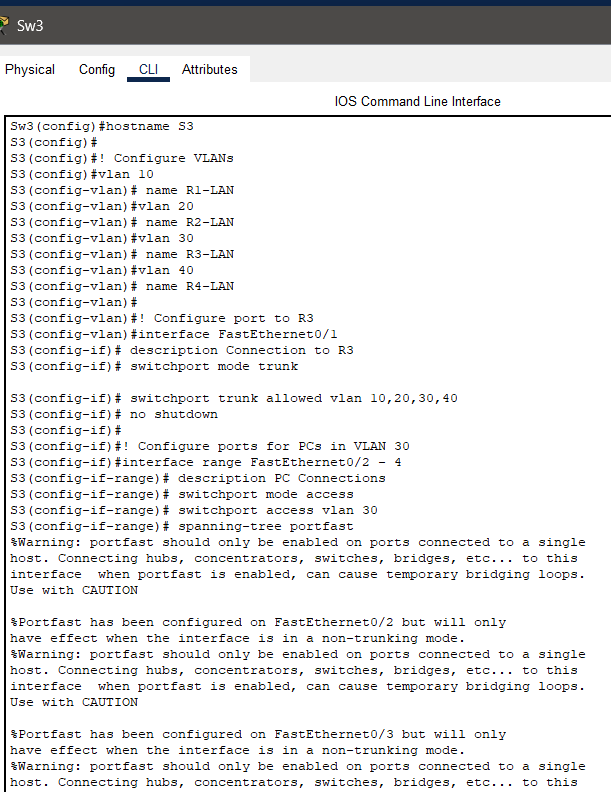 Sw3
Physical Config CLI Attributes
IOS Command Line Interface
Sw3(config)#hostname S3
S3(config)#
S3(config)#! Configure VLANs
S3(config)#vlan 10
S3(config-vlan)# name R1-LAN
S3(config-vlan)#vlan 20
S3(config-vlan)# name R2-LAN
S3(config-vlan)#vlan 30
S3(config-vlan)# name R3-LAN
S3(config-vlan)#vlan 40
S3(config-vlan)# name R4-LAN
S3(config-vlan)#
S3(config-vlan)#! Configure port to R3
S3(config-vlan)#interface FastEthernet0/1
S3(config-if)# description Connection to R3
S3(config-if)# switchport mode trunk
S3(config-if)# switchport trunk allowed vlan 10,20,30,40
S3(config-if)# no shutdown
S3(config-if)#
S3(config-if)#! Configure ports for PCs in VLAN 30
S3(config-if)#interface range FastEthernet0/2 - 4
S3(config-if-range)# description PC Connections
S3(config-if-range)# switchport mode access
S3(config-if-range)# switchport access vlan 30
S3(config-if-range)# spanning-tree portfast
%Warning: portfast should only be enabled on ports connected to a single
host. Connecting hubs, concentrators, switches, bridges, etc... to this
interface  when portfast is enabled, can cause temporary bridging loops.
Use with CAUTION
%Portfast has been configured on FastEthernet0/2 but will only
have effect when the interface is in a non-trunking mode.
%Warning: portfast should only be enabled on ports connected to a single
host. Connecting hubs, concentrators, switches, bridges, etc... to this
interface  when portfast is enabled, can cause temporary bridging loops.
Use with CAUTION
%Portfast has been configured on FastEthernet0/3 but will only
have effect when the interface is in a non-trunking mode.
%Warning: portfast should only be enabled on ports connected to a single
host. Connecting hubs, concentrators, switches, bridges, etc... to this